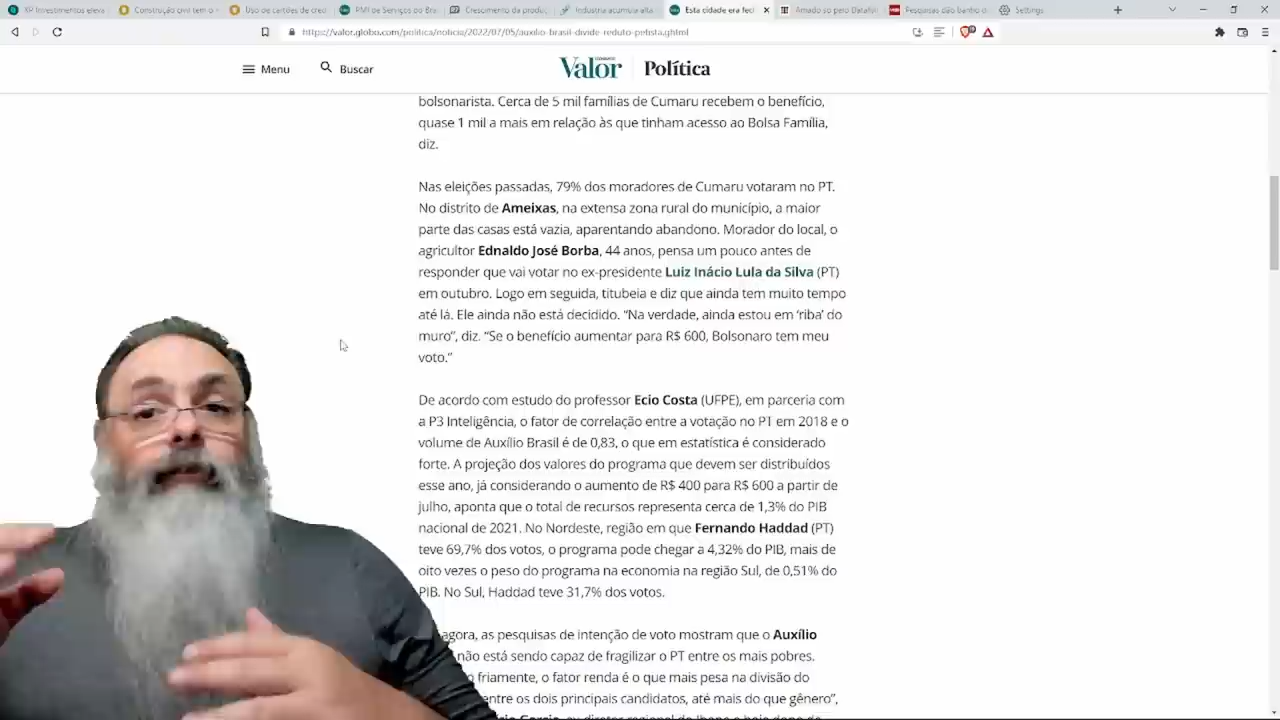 XP Investimentos eleva
Construção civil tem o
Uso de cartões de créd
PMI de Serviços do Bra
Crescimento da produç
Indústria acumula alta
Esta cidade era fec
Amado só pelo Datafol
Pesquisas dão banho d
Settings
https://valor.globo.com/politica/noticia/2022/07/05/auxilio-brasil-divide-reduto-petista.ghtml
Menu
Buscar
Valor
Política
bolsonarista. Cerca de 5 mil famílias de Cumaru recebem o benefício,
quase 1 mil a mais em relação às que tinham acesso ao Bolsa Família,
diz.
Nas eleições passadas, 79% dos moradores de Cumaru votaram no PT.
No distrito de Ameixas, na extensa zona rural do município, a maior
parte das casas está vazia, aparentando abandono. Morador do local, o
agricultor Ednaldo José Borba, 44 anos, pensa um pouco antes de
responder que vai votar no ex-presidente Luiz Inácio Lula da Silva (PT)
em outubro. Logo em seguida, titubeia e diz que ainda tem muito tempo
até lá. Ele ainda não está decidido. “Na verdade, ainda estou em ‘riba’ do
muro”, diz. “Se o benefício aumentar para R$ 600, Bolsonaro tem meu
voto.”
De acordo com estudo do professor Ecio Costa (UFPE), em parceria com
a P3 Inteligência, o fator de correlação entre a votação no PT em 2018 e o
volume de Auxílio Brasil é de 0,83, o que em estatística é considerado
forte. A projeção dos valores do programa que devem ser distribuídos
esse ano, já considerando o aumento de R$ 400 para R$ 600 a partir de
julho, aponta que o total de recursos representa cerca de 1,3% do PIB
nacional de 2021. No Nordeste, região em que Fernando Haddad (PT)
teve 69,7% dos votos, o programa pode chegar a 4,32% do PIB, mais de
oito vezes o peso do programa na economia na região Sul, de 0,51% do
PIB. No Sul, Haddad teve 31,7% dos votos.
agora, as pesquisas de intenção de voto mostram que o Auxílio
não está sendo capaz de fragilizar o PT entre os mais pobres.
friamente, o fator renda é o que mais pesa na divisão do
entre os dois principais candidatos, até mais do que gênero”,